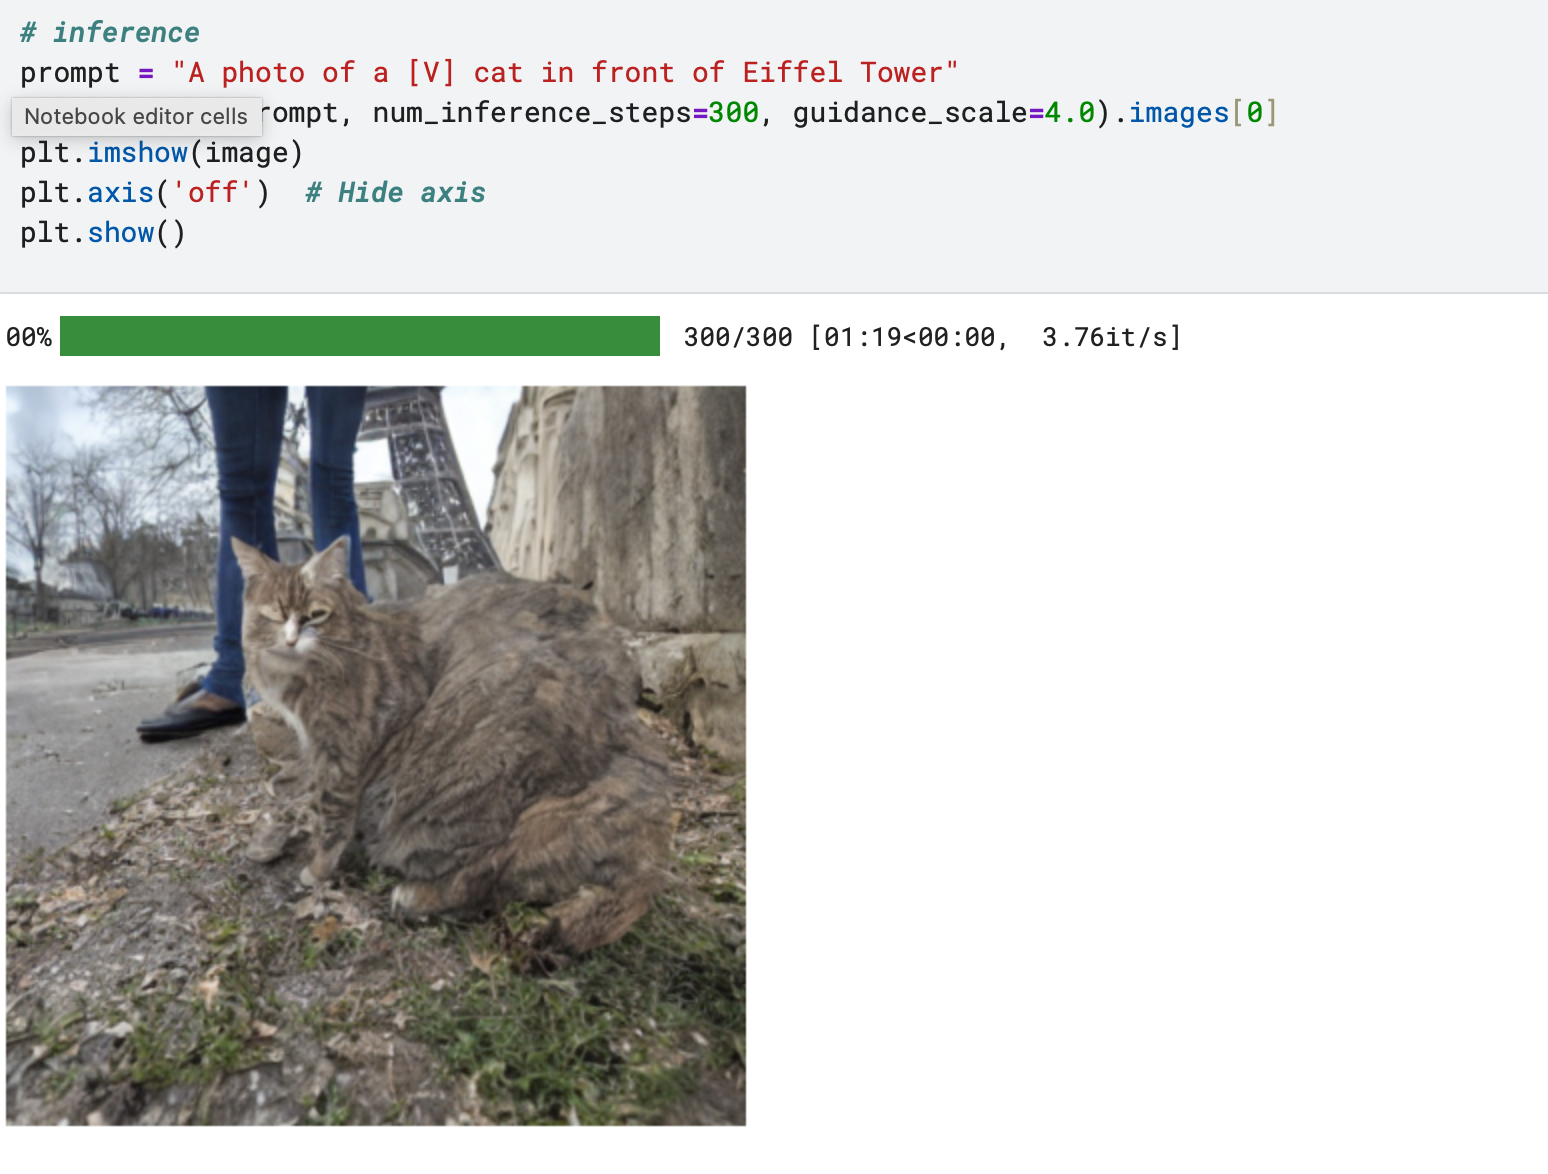 # inference
prompt = "A photo of a [V] cat in front of Eiffel Tower"
Notebook editor cells
rompt, num_inference_steps=300, guidance_scale=4.0).images[0]
plt.imshow(image)
plt.axis('off')  # Hide axis
plt.show()
00% 300/300 [01:19<00:00,  3.76it/s]